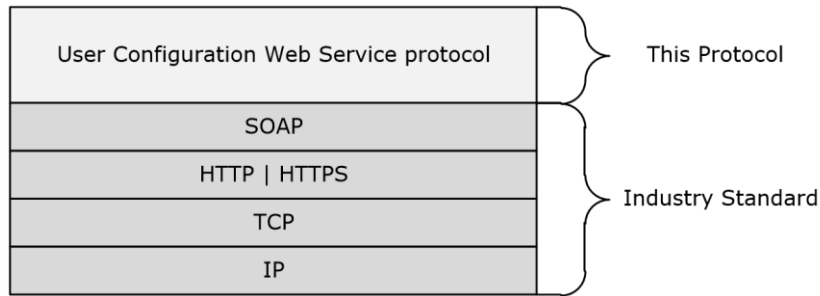 User Configuration Web Service protocol
This Protocol
SOAP
HTTP | HTTPS
TCP
IP
Industry Standard